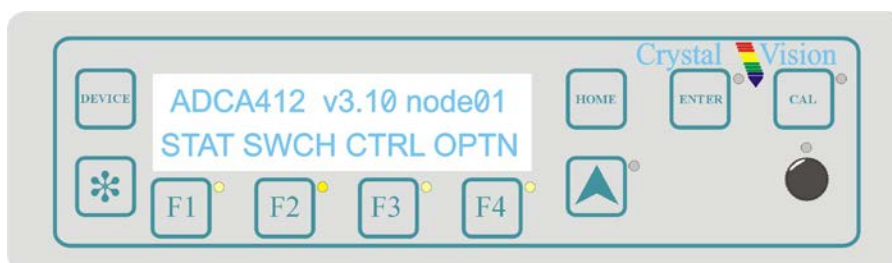 Crystal Vision
DEVICE
ADCA412 v3.10 node01
HOME
ENTER
CAL
STAT SWCH CTRL OPTN
F1 F2 F3 F4